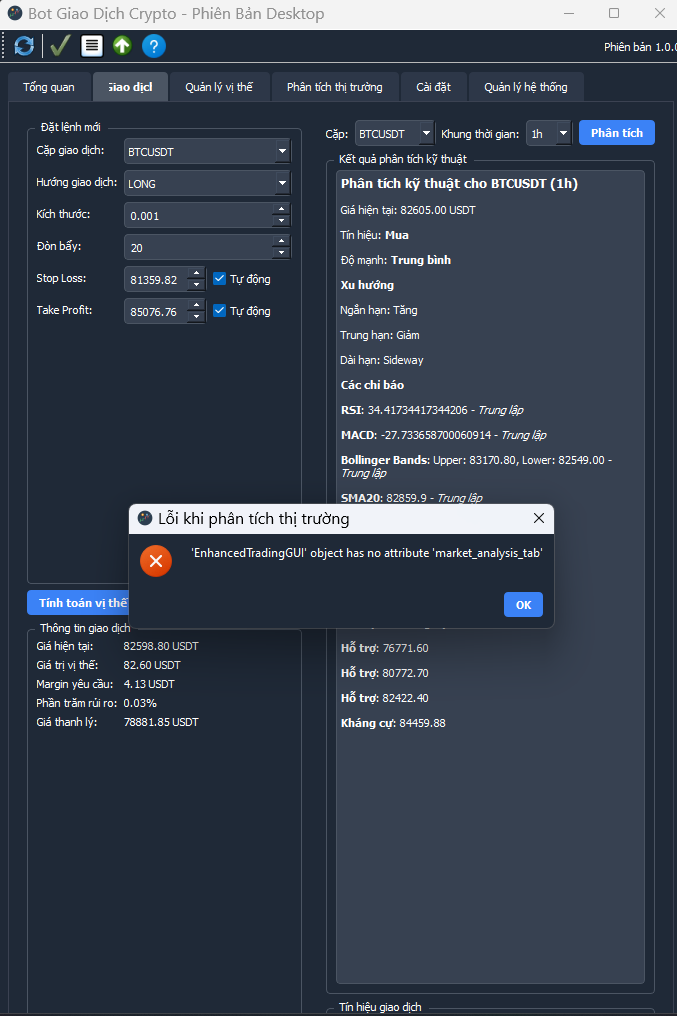 Bot Giao Dịch Crypto - Phiên Bản Desktop
Phiên bản 1.0.0
Tổng quan
Giao dịch
Quản lý vị thế
Phân tích thị trường
Cài đặt
Quản lý hệ thống
Đặt lệnh mới
Cặp giao dịch: BTCUSDT
Hướng giao dịch: LONG
Kích thước: 0.001
Đòn bẩy: 20
Stop Loss: 81359.82 Tự động
Take Profit: 85076.76 Tự động
Tính toán vị thế
Thông tin giao dịch
Giá hiện tại: 82598.80 USDT
Giá trị vị thế: 82.60 USDT
Margin yêu cầu: 4.13 USDT
Phần trăm rủi ro: 0.03%
Giá thanh lý: 78881.85 USDT
Cặp: BTCUSDT Khung thời gian: 1h Phân tích
Kết quả phân tích kỹ thuật
Phân tích kỹ thuật cho BTCUSDT (1h)
Giá hiện tại: 82605.00 USDT
Tín hiệu: Mua
Độ mạnh: Trung bình
Xu hướng
Ngắn hạn: Tăng
Trung hạn: Giảm
Dài hạn: Sideway
Các chỉ báo
RSI: 34.41734417344206 - Trung lập
MACD: -27.733658700060914 - Trung lập
Bollinger Bands: Upper: 83170.80, Lower: 82549.00 -
Trung lập
SMA20: 82859.9 - Trung lập
Lỗi khi phân tích thị trường
'EnhancedTradingGUI' object has no attribute 'market_analysis_tab'
OK
Hỗ trợ: 76771.60
Hỗ trợ: 80772.70
Hỗ trợ: 82422.40
Kháng cự: 84459.88
Tín hiệu giao dịch